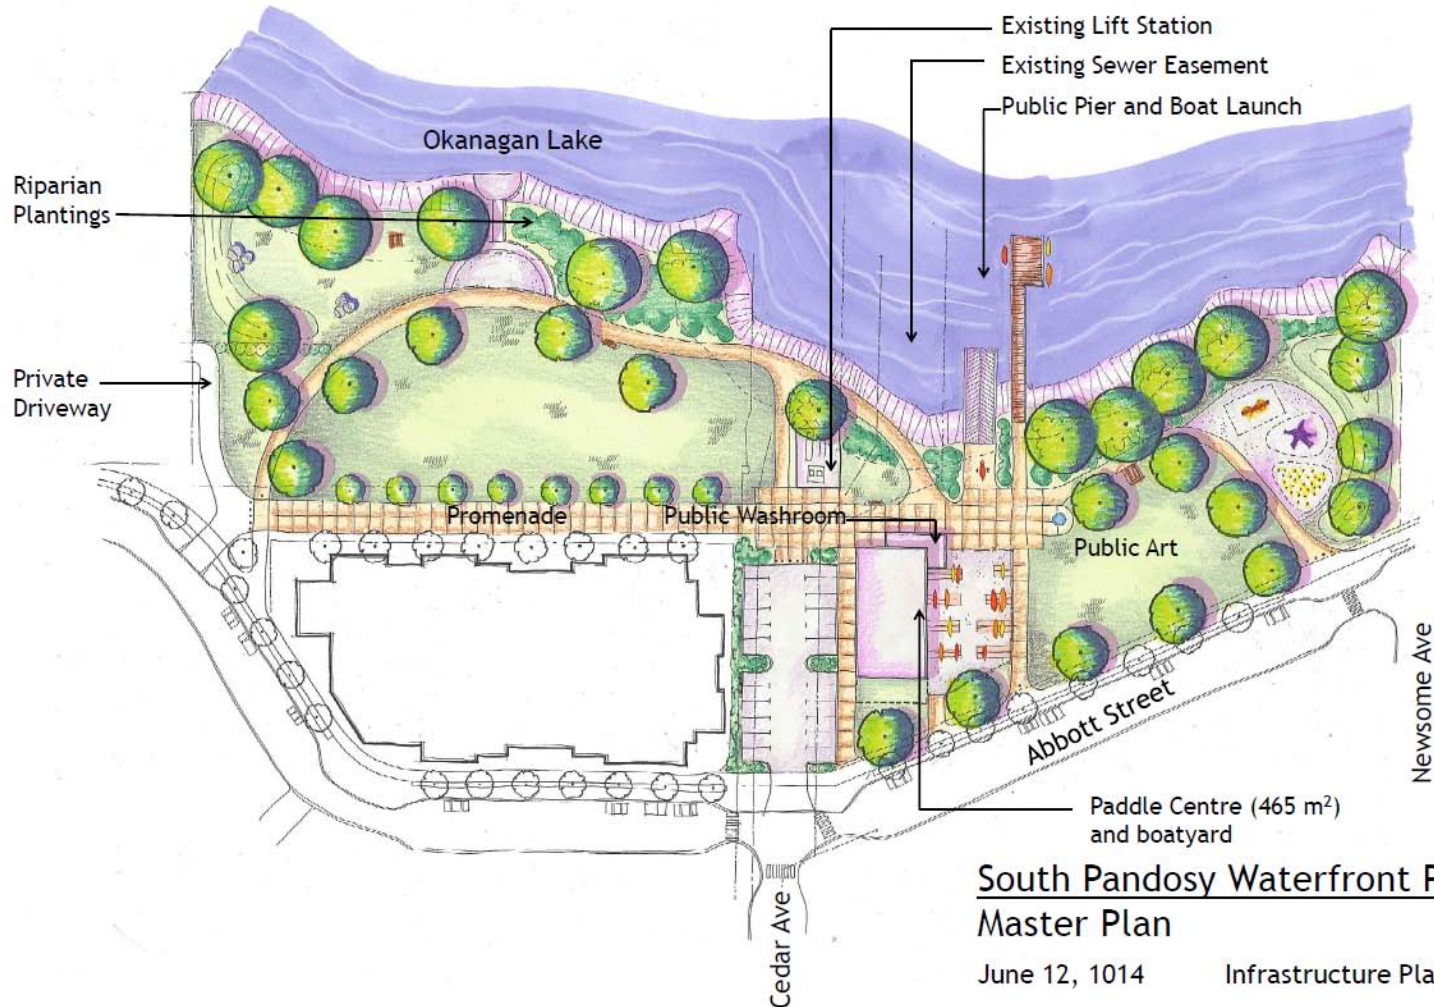 Existing Lift Station
Existing Sewer Easement
Public Pier and Boat Launch
Okanagan Lake
Riparian
Plantings
Private
Driveway
Promenade
Public Washroom
Public Art
Abbott Street
Newsome Ave
Paddle Centre (465 m²)
and boatyard
Cedar Ave
South Pandosy Waterfront P
Master Plan
June 12, 1014 Infrastructure Pla